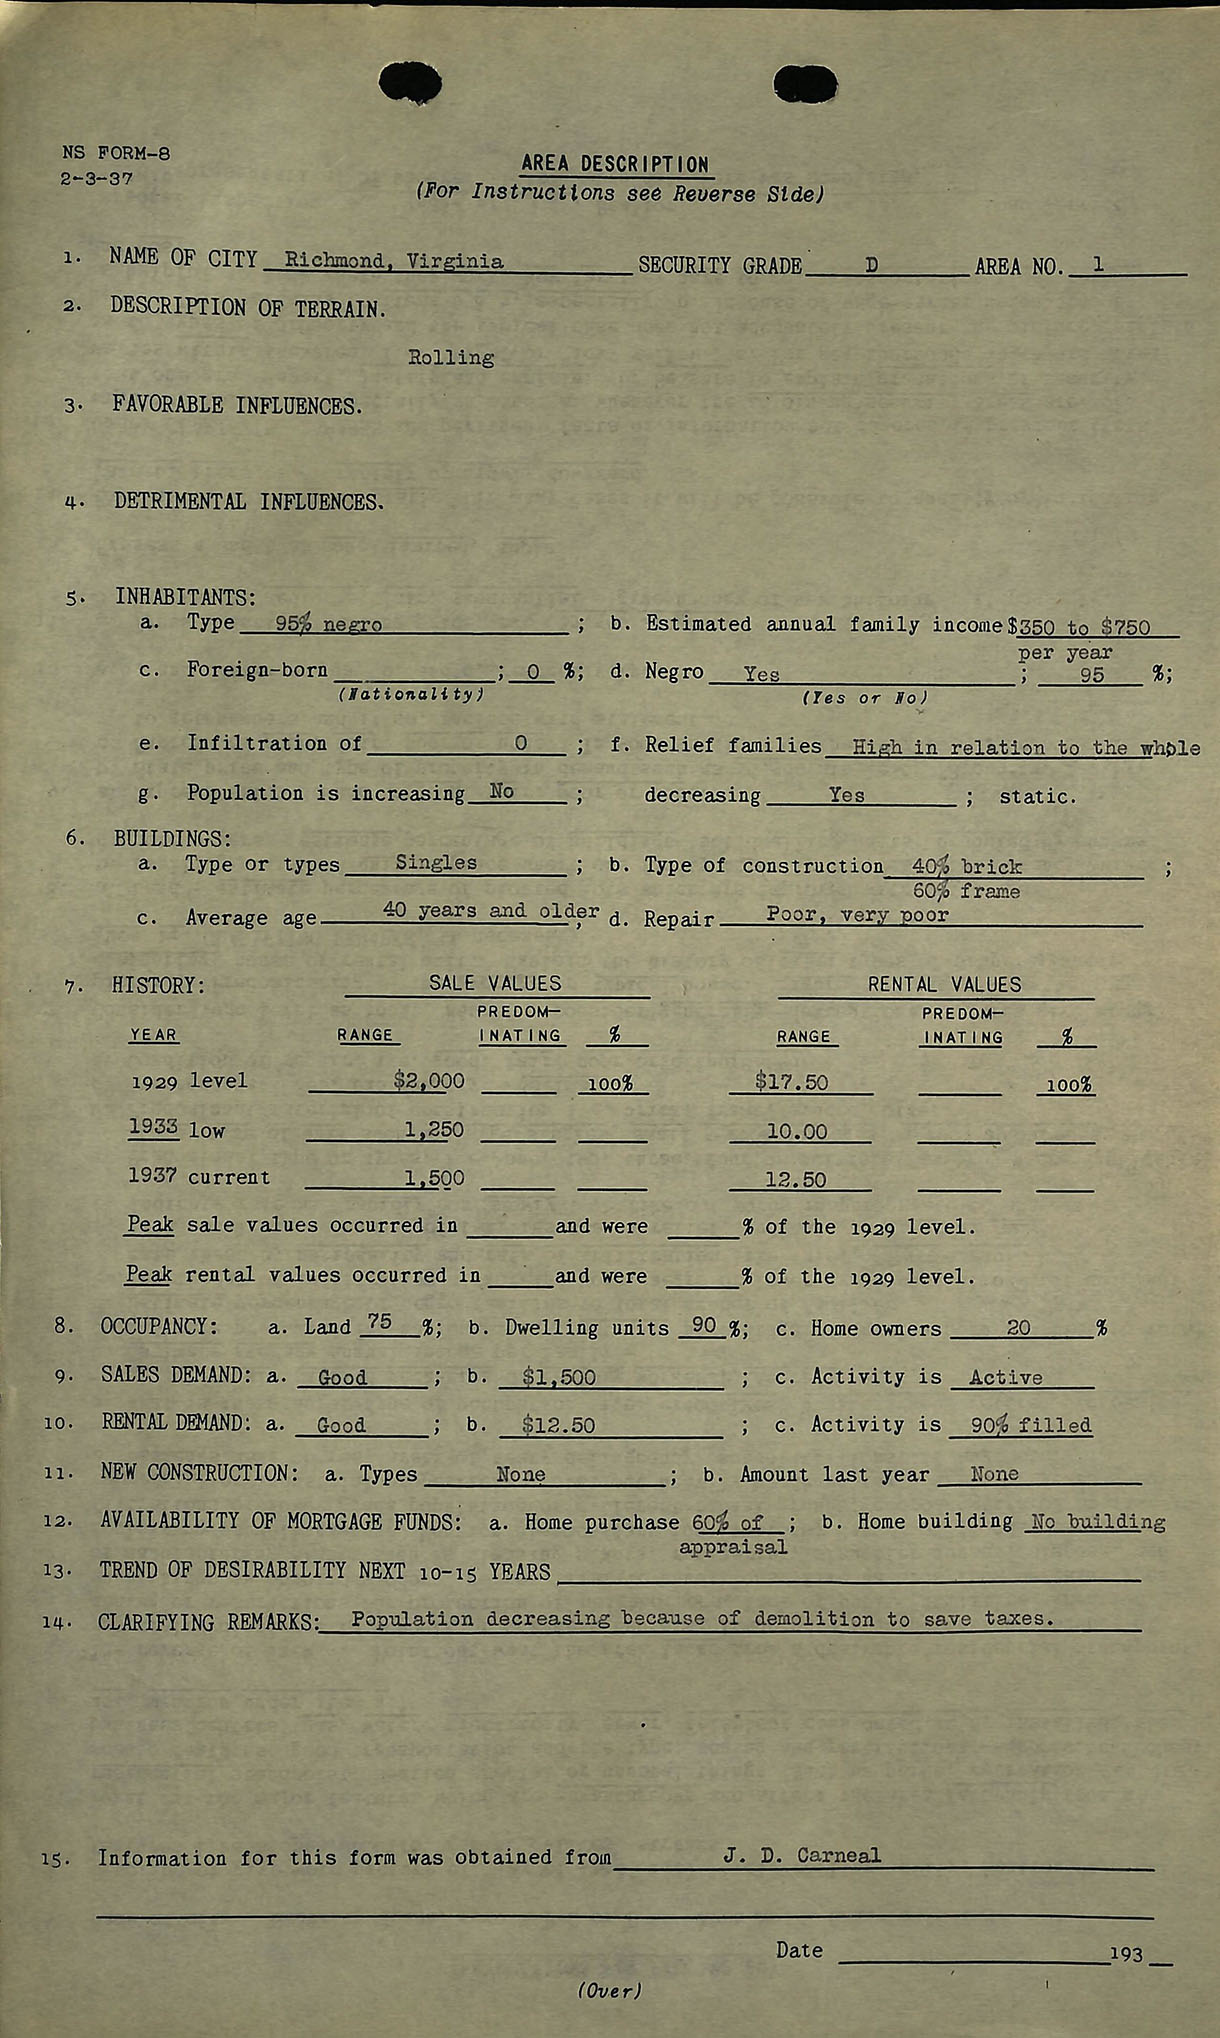 NS FORM-8
2-3-37
AREA DESCRIPTION
(For Instructions see Reverse Side)
1. NAME OF CITY Richmond, Virginia SECURITY GRADE D AREA NO. 1
2. DESCRIPTION OF TERRAIN.
Rolling
3. FAVORABLE INFLUENCES.
4. DETRIMENTAL INFLUENCES.
5. INHABITANTS:
a. Type 95% negro ; b. Estimated annual family income $350 to $750
per year
c. Foreign-born ; 0 %; d. Negro Yes ; 95 %;
(Nationality) (Yes or No)
e. Infiltration of 0 ; f. Relief families High in relation to the whole
g. Population is increasing No ; decreasing Yes ; static.
6. BUILDINGS:
a. Type or types Singles ; b. Type of construction 40% brick ;
60% frame
c. Average age 40 years and older ; d. Repair Poor, very poor
7. HISTORY: SALE VALUES RENTAL VALUES
PREDOM- PREDOM-
YEAR RANGE INATING % RANGE INATING %
1929 level $2,000 100% $17.50 100%
1933 low 1,250 10.00
1937 current 1,500 12.50
Peak sale values occurred in and were % of the 1929 level.
Peak rental values occurred in and were % of the 1929 level.
8. OCCUPANCY: a. Land 75 %; b. Dwelling units 90 %; c. Home owners 20 %
9. SALES DEMAND: a. Good ; b. $1,500 ; c. Activity is Active
10. RENTAL DEMAND: a. Good ; b. $12.50 ; c. Activity is 90% filled
11. NEW CONSTRUCTION: a. Types None ; b. Amount last year None
12. AVAILABILITY OF MORTGAGE FUNDS: a. Home purchase 60% of ; b. Home building No building
appraisal
13. TREND OF DESIRABILITY NEXT 10-15 YEARS
14. CLARIFYING REMARKS: Population decreasing because of demolition to save taxes.
15. Information for this form was obtained from J. D. Carneal
Date 193
(Over)